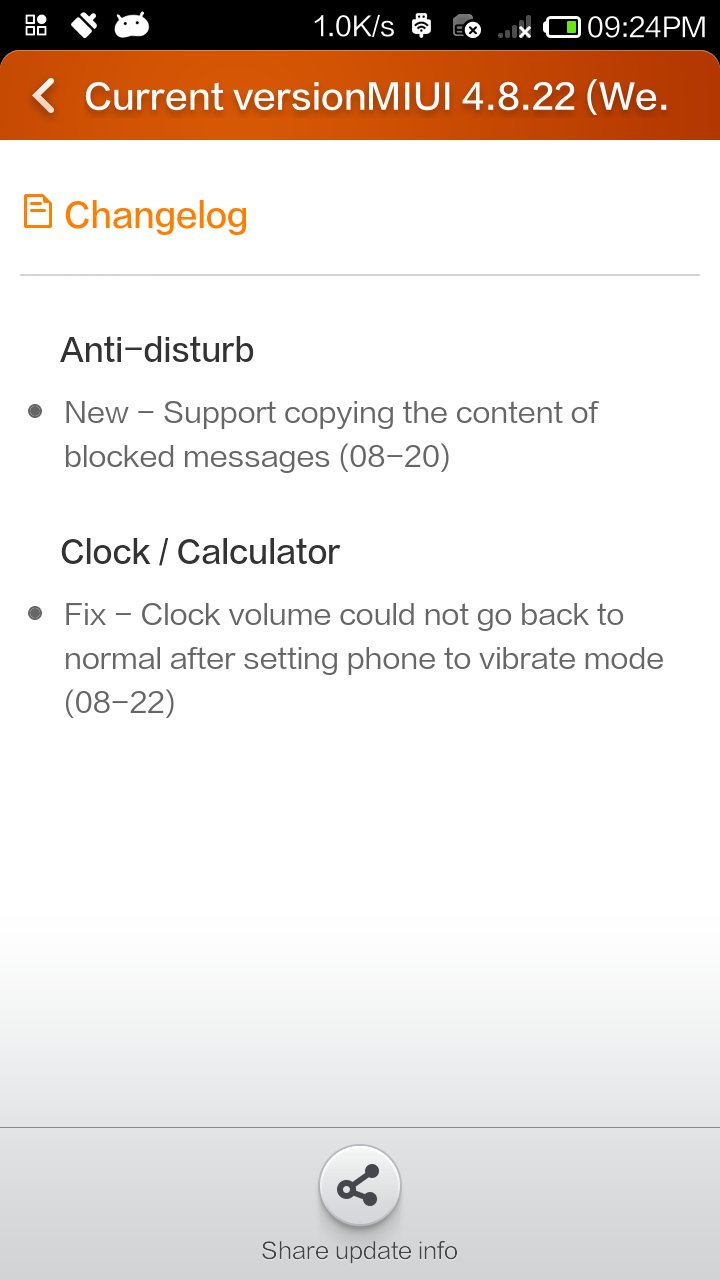 1.0K/s 09:24PM
Current versionMIUI 4.8.22 (We.
Changelog
Anti-disturb
New - Support copying the content of
blocked messages (08-20)
Clock / Calculator
Fix - Clock volume could not go back to
normal after setting phone to vibrate mode
(08-22)
Share update info